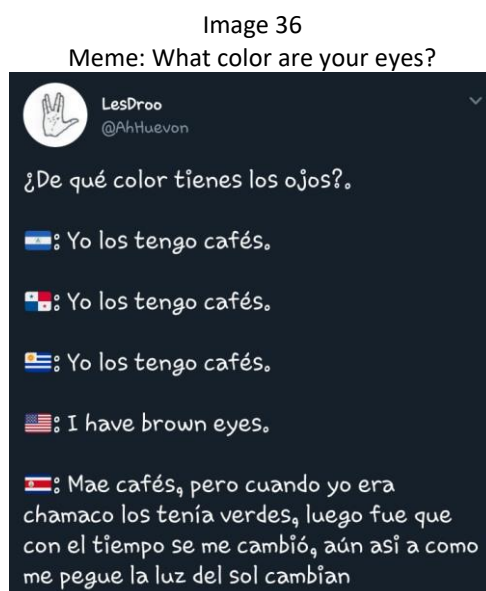 Image 36
Meme: What color are your eyes?
LesDroo
@AhHuevon
¿De qué color tienes los ojos?.
🇳🇮: Yo los tengo cafés.
🇵🇦: Yo los tengo cafés.
🇺🇾: Yo los tengo cafés.
🇺🇸: I have brown eyes.
🇨🇷: Mae cafés, pero cuando yo era
chamaco los tenía verdes, luego fue que
con el tiempo se me cambió, aún asi a como
me pegue la luz del sol cambian